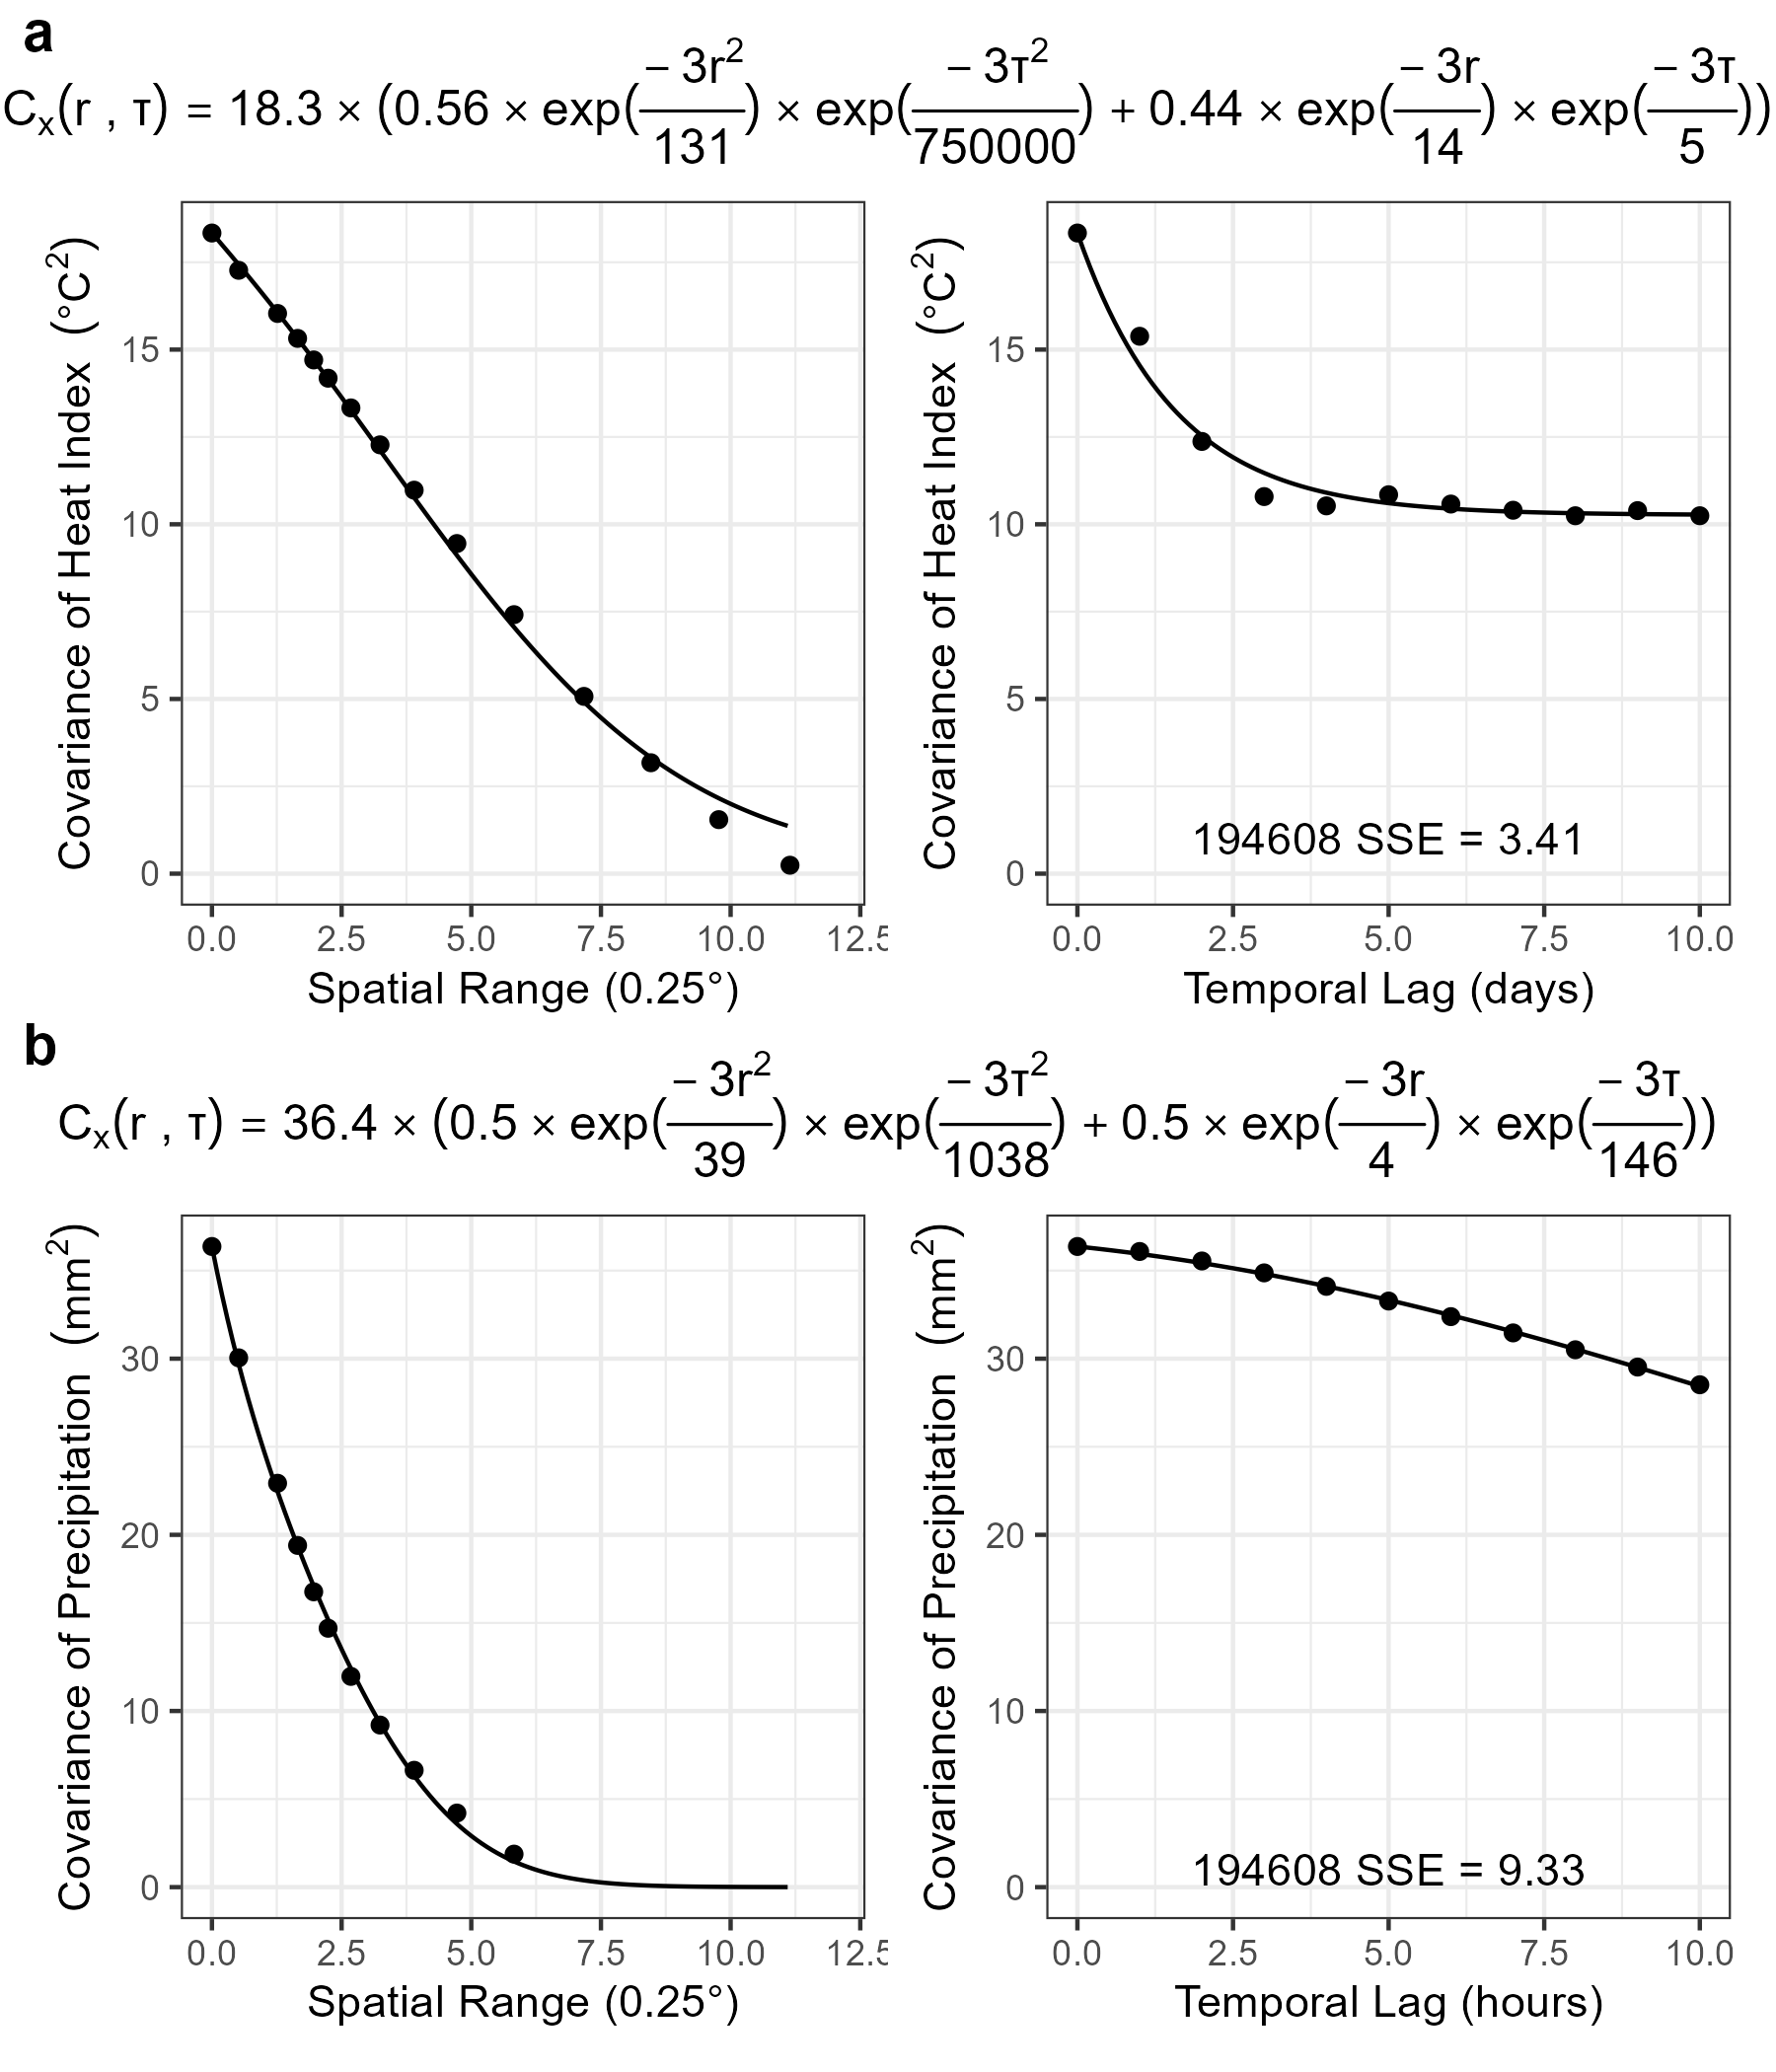 a
Cₓ(r , τ) = 18.3 × (0.56 × exp(− 3r²/131) × exp(− 3τ²/750000) + 0.44 × exp(− 3r/14) × exp(− 3τ/5))
Covariance of Heat Index (°C²)
15
10
5
0
0.0 2.5 5.0 7.5 10.0 12.5
Spatial Range (0.25°)
Covariance of Heat Index (°C²)
15
10
5
0
194608 SSE = 3.41
0.0 2.5 5.0 7.5 10.0
Temporal Lag (days)
b
Cₓ(r , τ) = 36.4 × (0.5 × exp(− 3r²/39) × exp(− 3τ²/1038) + 0.5 × exp(− 3r/4) × exp(− 3τ/146))
Covariance of Precipitation (mm²)
30
20
10
0
0.0 2.5 5.0 7.5 10.0 12.5
Spatial Range (0.25°)
Covariance of Precipitation (mm²)
30
20
10
0
194608 SSE = 9.33
0.0 2.5 5.0 7.5 10.0
Temporal Lag (hours)